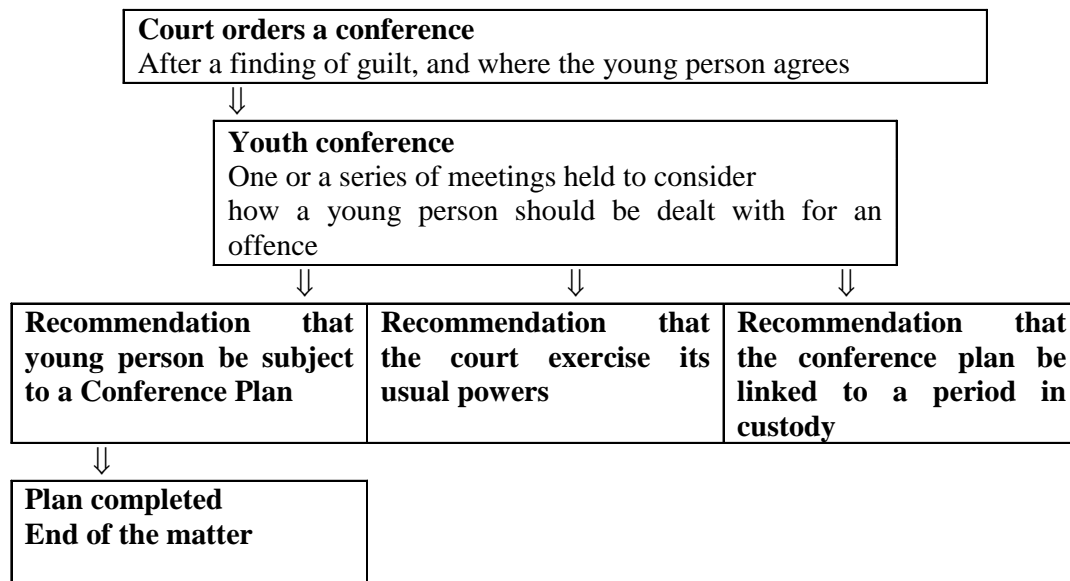 Court orders a conference
After a finding of guilt, and where the young person agrees
⇓
Youth conference
One or a series of meetings held to consider
how a young person should be dealt with for an
offence
⇓ ⇓ ⇓
Recommendation that
young person be subject
to a Conference Plan
Recommendation that
the court exercise its
usual powers
Recommendation that
the conference plan be
linked to a period in
custody
⇓
Plan completed
End of the matter